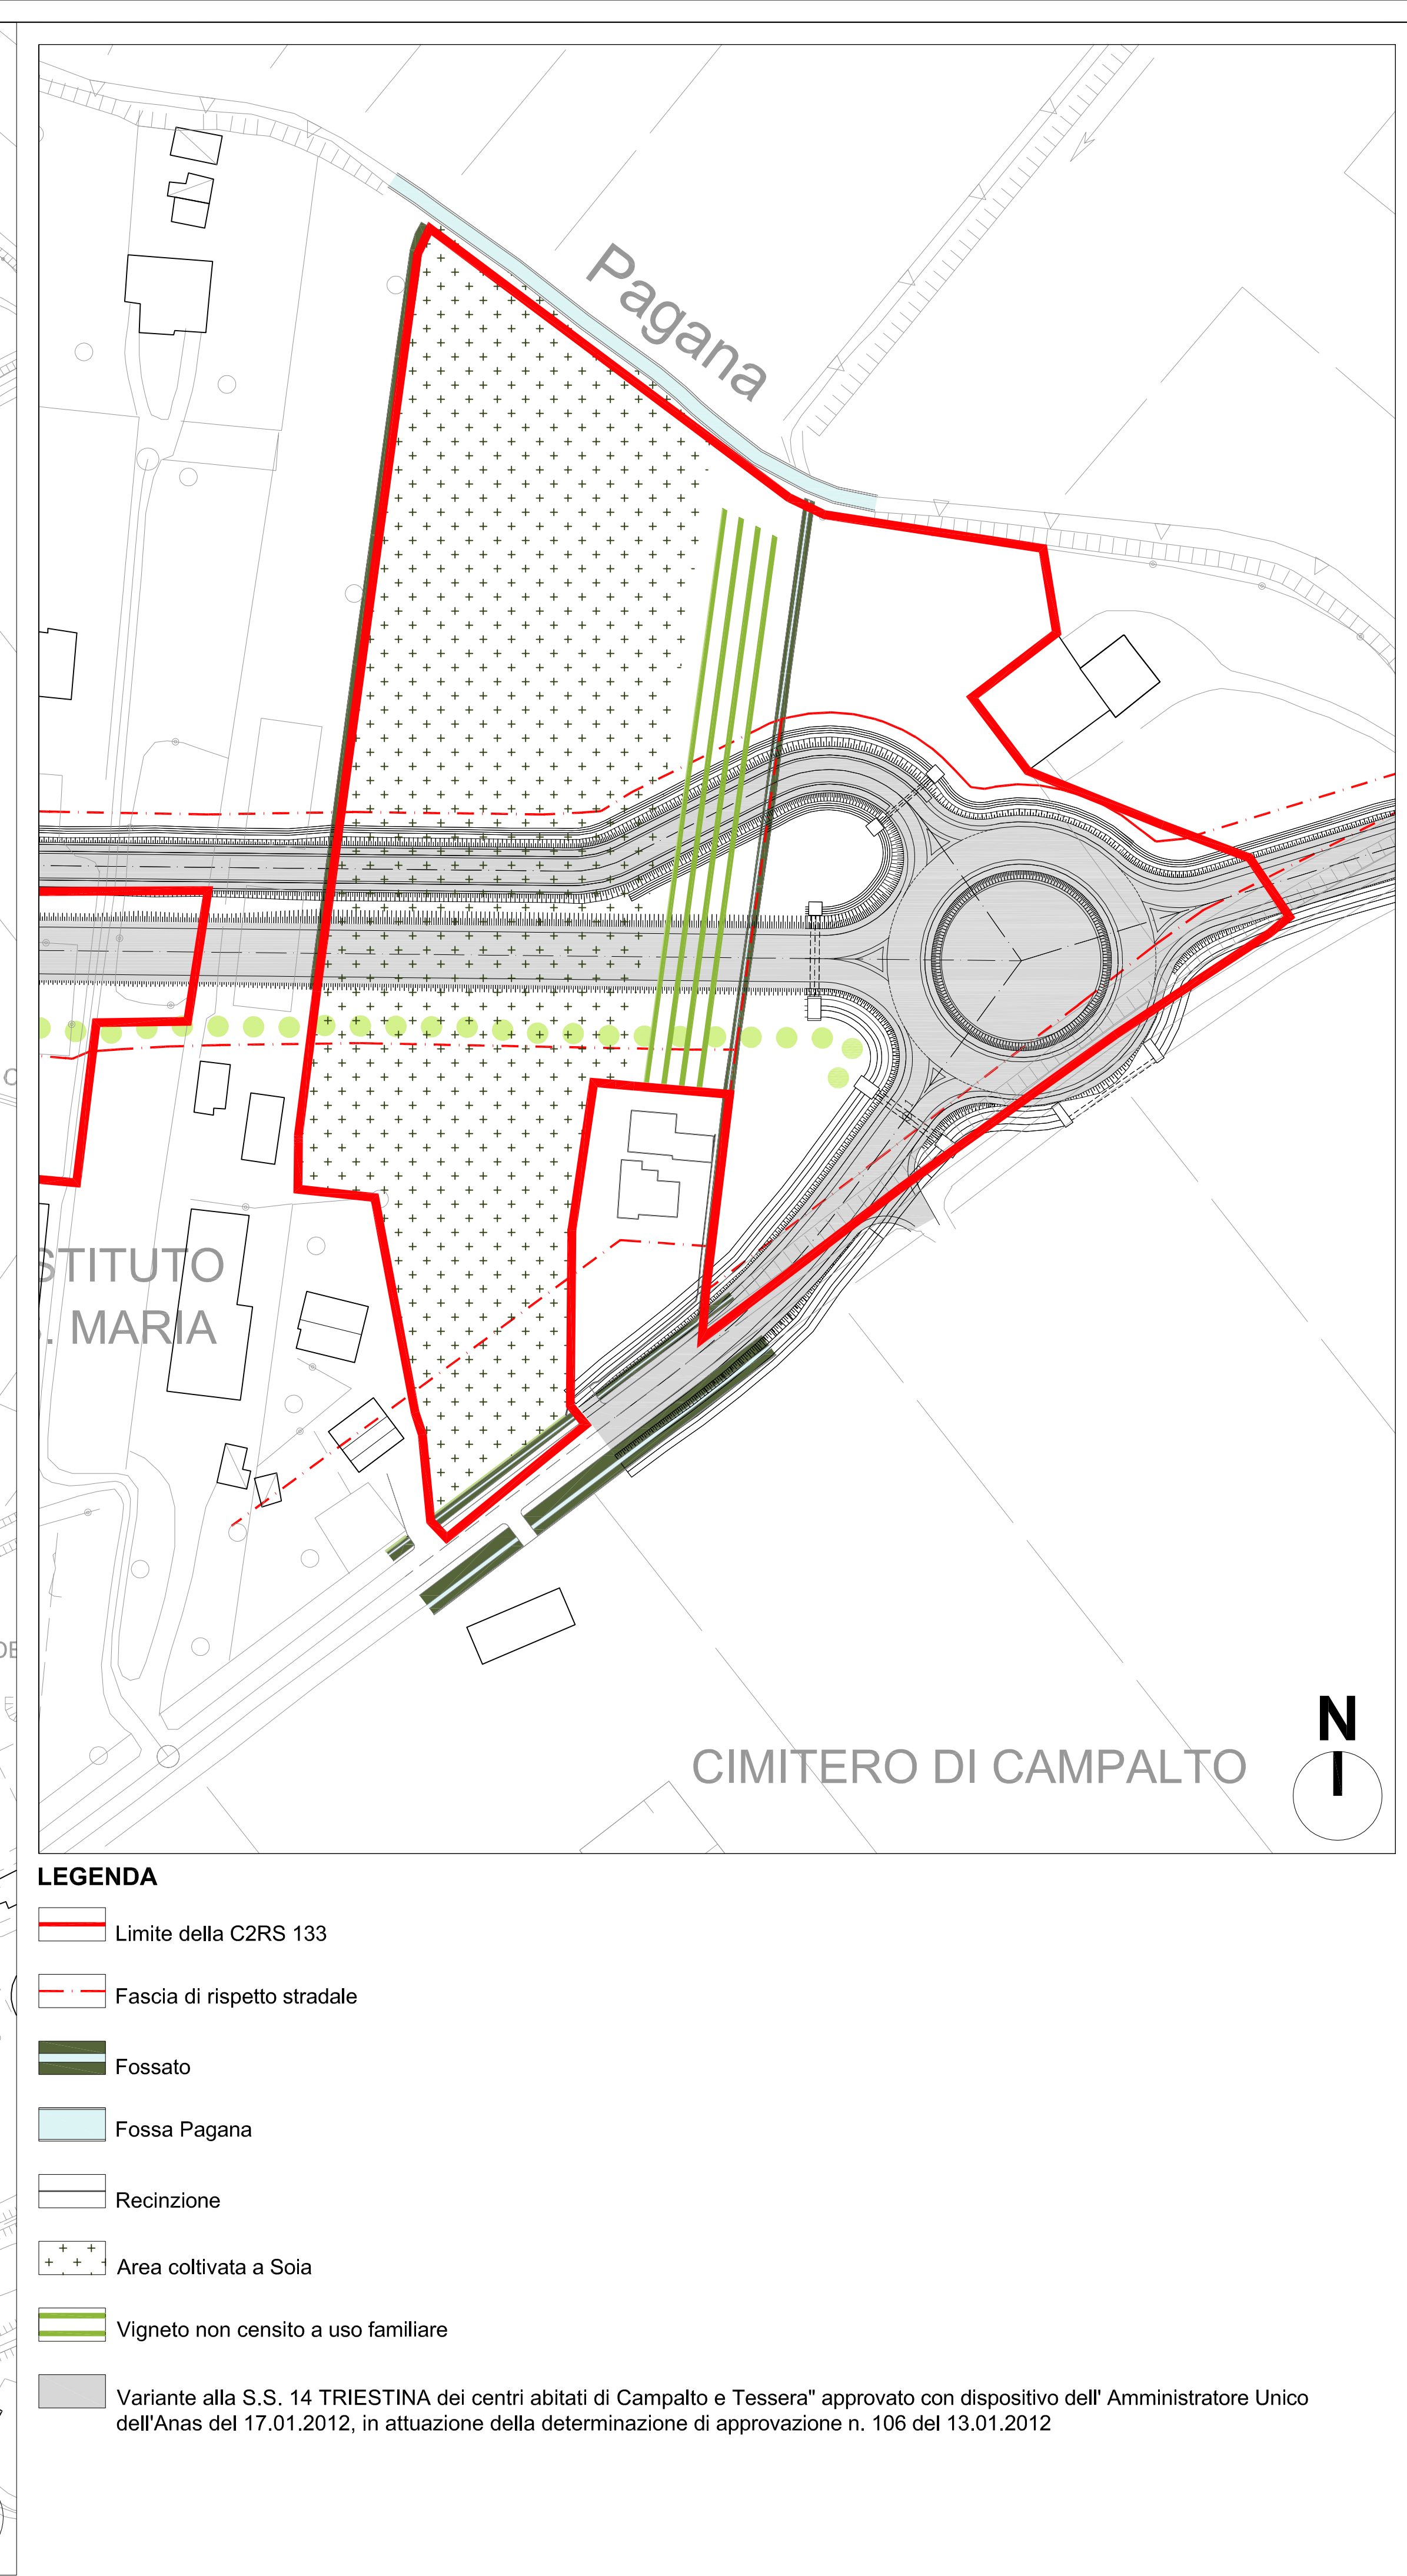 Pagana
STITUTO
S. MARIA
CIMITERO DI CAMPALTO
N
LEGENDA
Limite della C2RS 133
Fascia di rispetto stradale
Fossato
Fossa Pagana
Recinzione
Area coltivata a Soia
Vigneto non censito a uso familiare
Variante alla S.S. 14 TRIESTINA dei centri abitati di Campalto e Tessera" approvato con dispositivo dell' Amministratore Unico
dell'Anas del 17.01.2012, in attuazione della determinazione di approvazione n. 106 del 13.01.2012